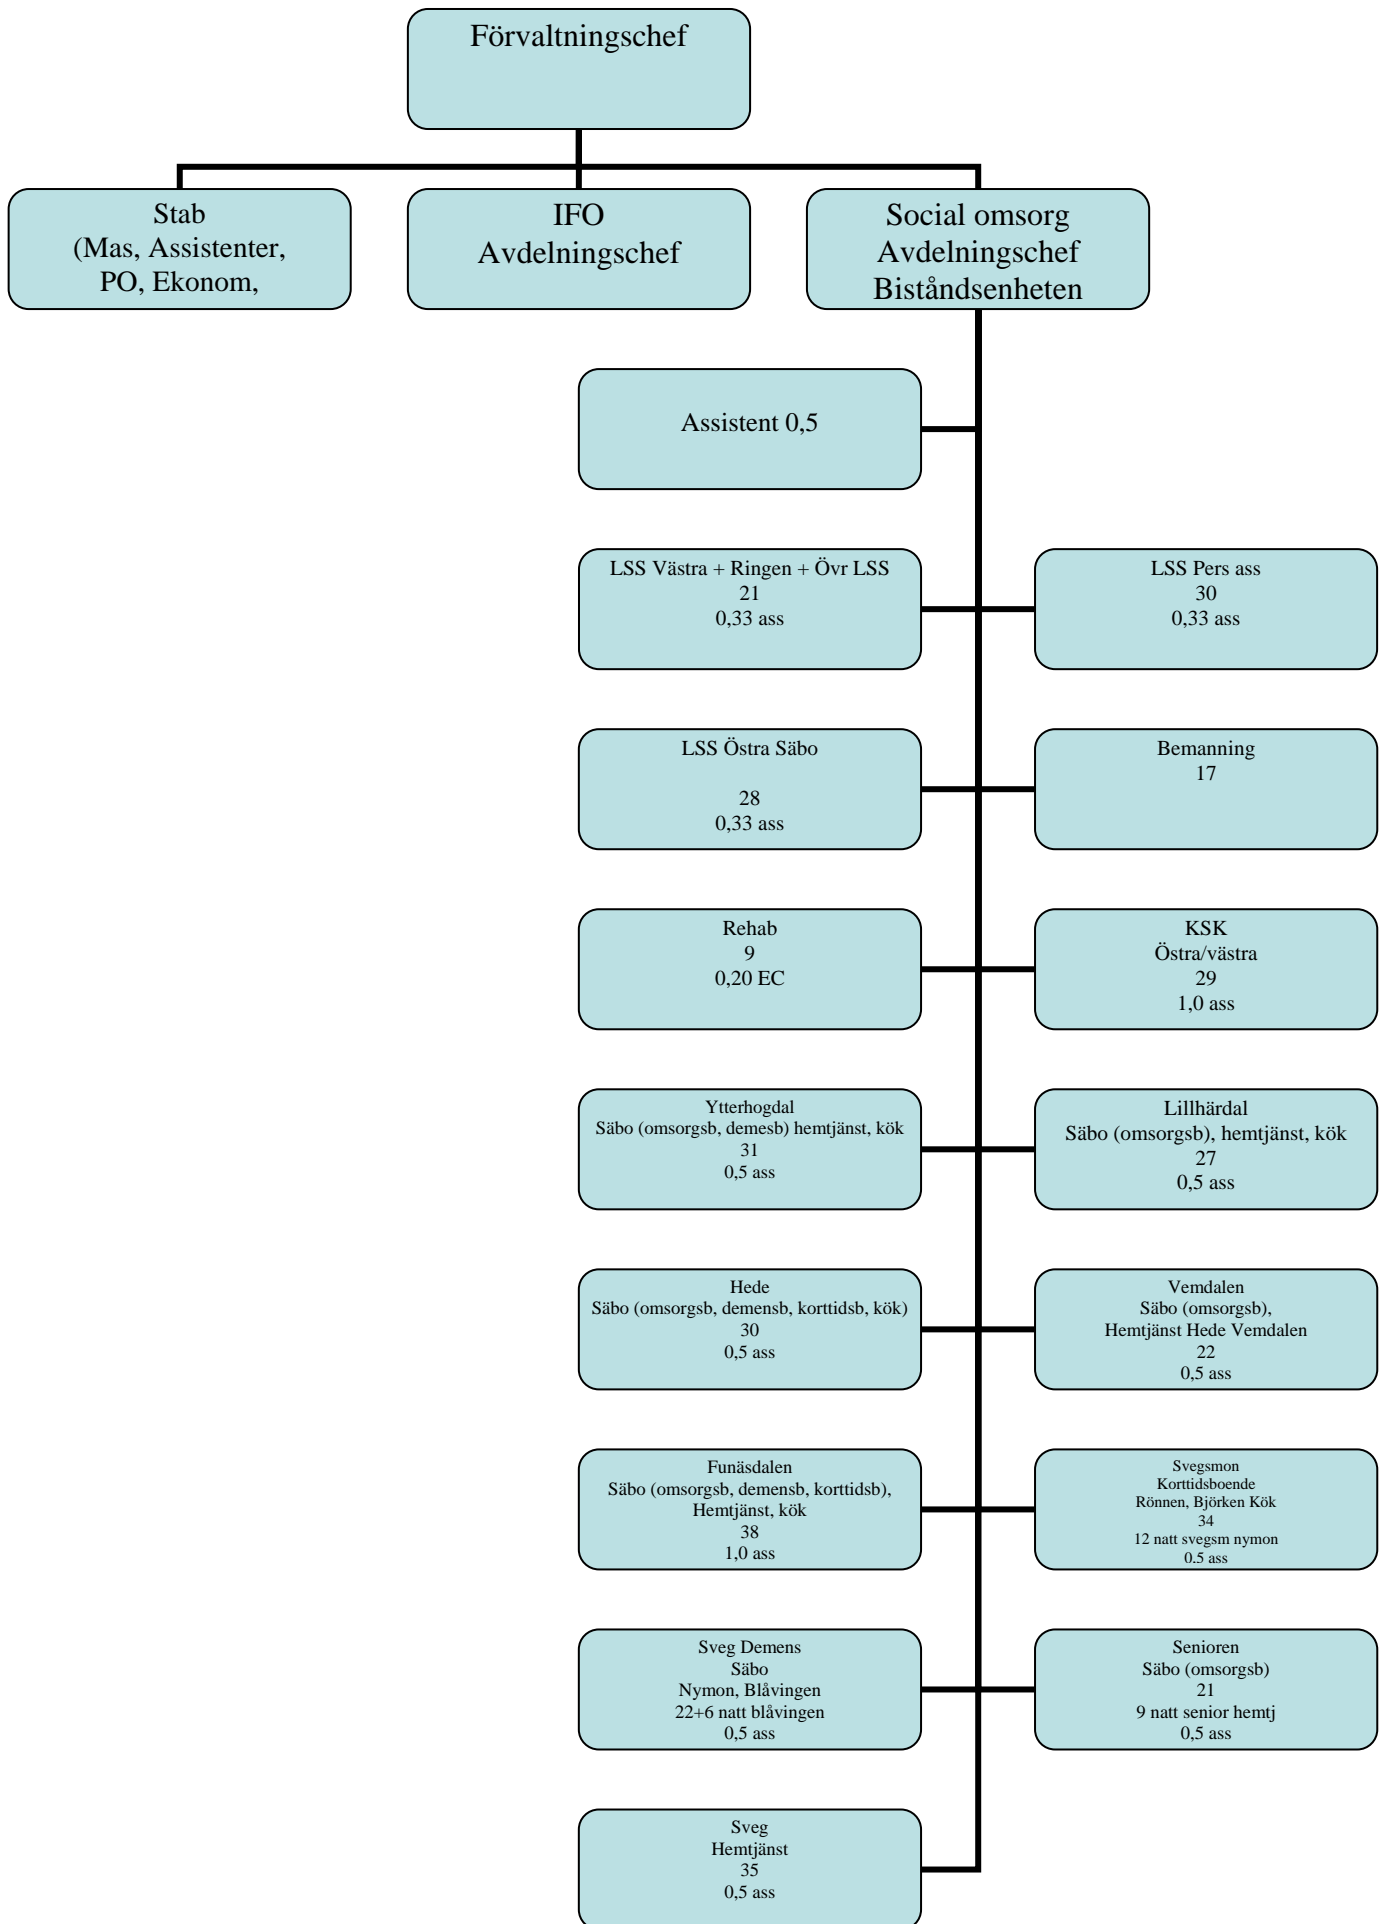 Förvaltningschef
Stab
(Mas, Assistenter,
PO, Ekonom,
IFO
Avdelningschef
Social omsorg
Avdelningschef
Biståndsenheten
Assistent 0,5
LSS Västra + Ringen + Övr LSS
21
0,33 ass
LSS Pers ass
30
0,33 ass
LSS Östra Säbo
28
0,33 ass
Bemanning
17
Rehab
9
0,20 EC
KSK
Östra/västra
29
1,0 ass
Ytterhogdal
Säbo (omsorgsb, demesb) hemtjänst, kök
31
0,5 ass
Lillhärdal
Säbo (omsorgsb), hemtjänst, kök
27
0,5 ass
Hede
Säbo (omsorgsb, demensb, korttidsb, kök)
30
0,5 ass
Vemdalen
Säbo (omsorgsb),
Hemtjänst Hede Vemdalen
22
0,5 ass
Funäsdalen
Säbo (omsorgsb, demensb, korttidsb),
Hemtjänst, kök
38
1,0 ass
Svegsmon
Korttidsboende
Rönnen, Björken Kök
34
12 natt svegsm nymon
0.5 ass
Sveg Demens
Säbo
Nymon, Blåvingen
22+6 natt blåvingen
0,5 ass
Senioren
Säbo (omsorgsb)
21
9 natt senior hemtj
0,5 ass
Sveg
Hemtjänst
35
0,5 ass